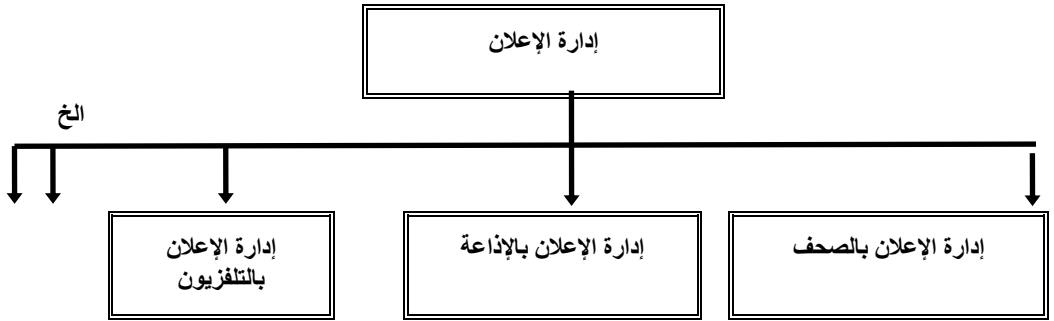 إدارة الإعلان
الخ
إدارة الإعلان بالصحف
إدارة الإعلان بالإذاعة
إدارة الإعلان
بالتلفزيون